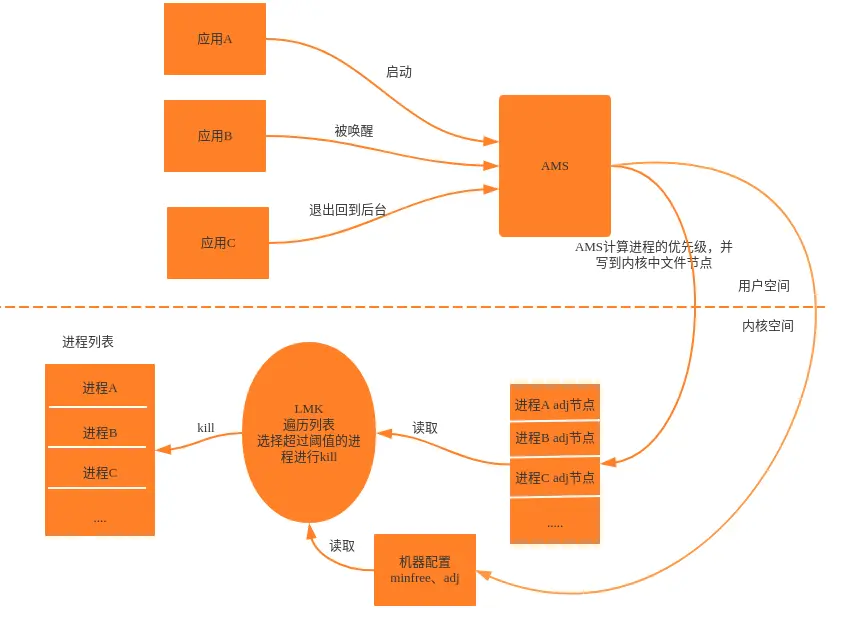 应用A
启动
应用B
被唤醒
AMS
应用C
退出回到后台
AMS计算进程的优先级，并
写到内核中文件节点
用户空间
内核空间
进程列表
进程A
进程B
进程C
....
kill
LMK
遍历列表
选择超过阈值的进
程进行kill
读取
进程A adj节点
进程B adj节点
进程C adj节点
.....
读取
机器配置
minfree、adj